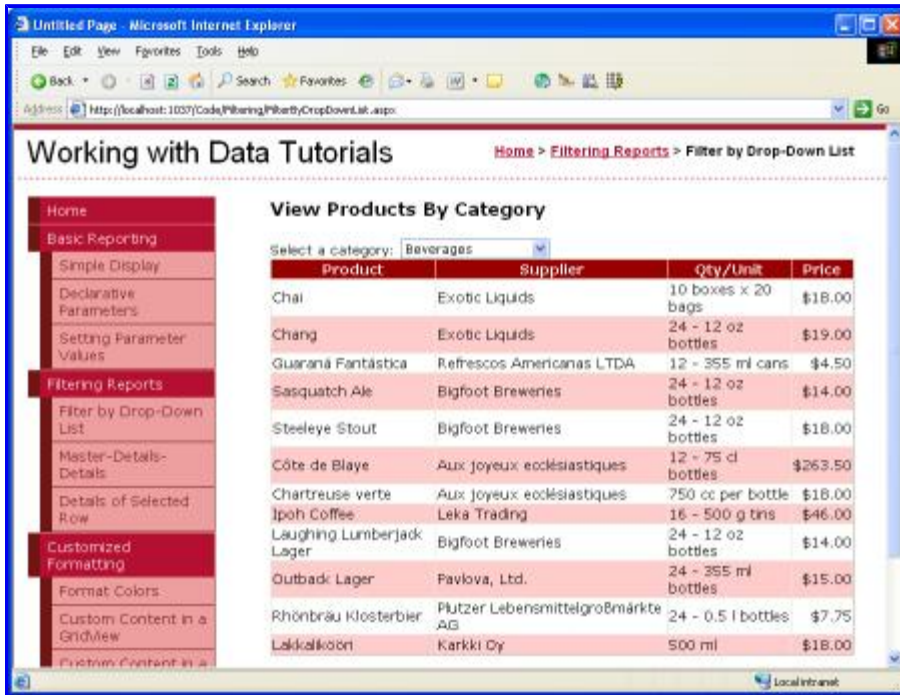 Untitled Page - Microsoft Internet Explorer
File Edit View Favorites Tools Help
Back Search Favorites
Address http://localhost:1037/Code/Filtering/FilterByDropDownList.aspx Go
Working with Data Tutorials
Home > Filtering Reports > Filter by Drop-Down List
Home
Basic Reporting
Simple Display
Declarative
Parameters
Setting Parameter
Values
Filtering Reports
Filter by Drop-Down
List
Master-Details-
Details
Details of Selected
Row
Customized
Formatting
Format Colors
Custom Content in a
GridView
Custom Content in a
View Products By Category
Select a category: Beverages
Product Supplier Qty/Unit Price
Chai Exotic Liquids 10 boxes x 20 bags $18.00
Chang Exotic Liquids 24 - 12 oz bottles $19.00
Guaraná Fantástica Refrescos Americanas LTDA 12 - 355 ml cans $4.50
Sasquatch Ale Bigfoot Breweries 24 - 12 oz bottles $14.00
Steeleye Stout Bigfoot Breweries 24 - 12 oz bottles $18.00
Côte de Blaye Aux joyeux ecclésiastiques 12 - 75 cl bottles $263.50
Chartreuse verte Aux joyeux ecclésiastiques 750 cc per bottle $18.00
Ipoh Coffee Leka Trading 16 - 500 g tins $46.00
Laughing Lumberjack Lager Bigfoot Breweries 24 - 12 oz bottles $14.00
Outback Lager Pavlova, Ltd. 24 - 355 ml bottles $15.00
Rhönbräu Klosterbier Plutzer Lebensmittelgroßmärkte AG 24 - 0.5 l bottles $7.75
Lakkalikööri Karkki Oy 500 ml $18.00
Local intranet